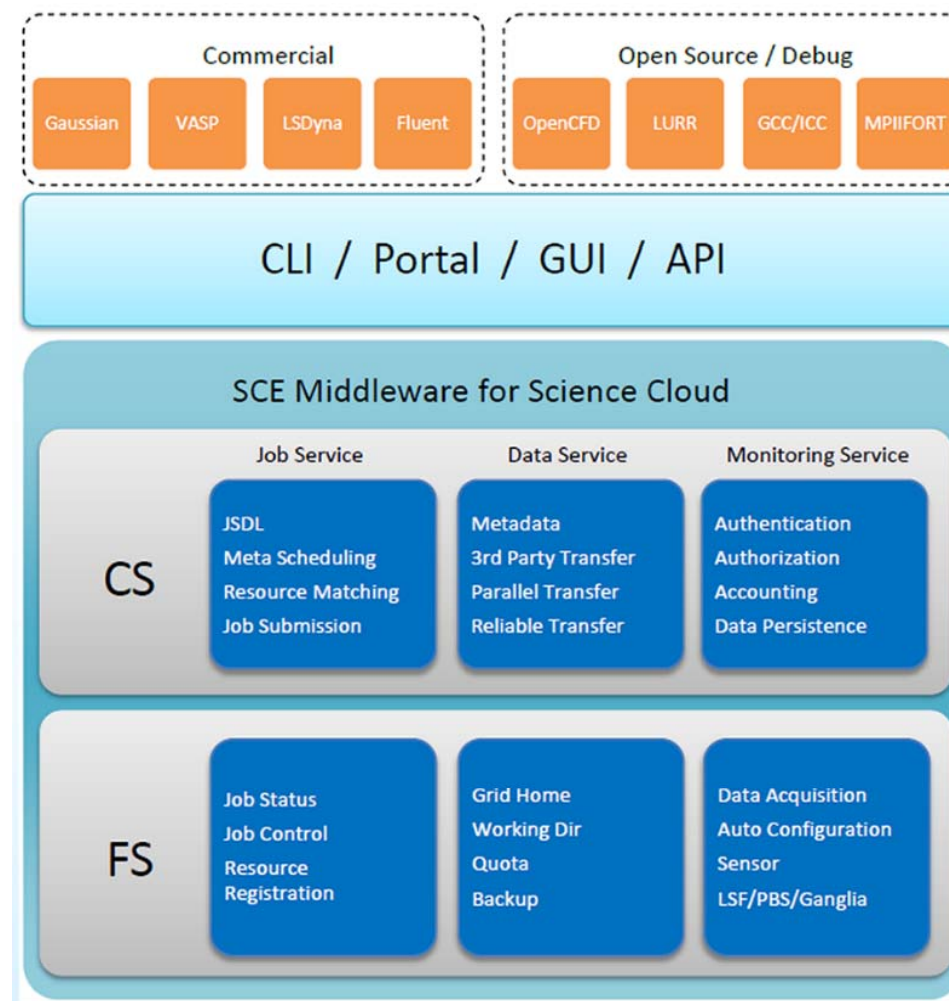 Commercial
Gaussian
VASP
LSDyna
Fluent
Open Source / Debug
OpenCFD
LURR
GCC/ICC
MPIIFORT
CLI / Portal / GUI / API
SCE Middleware for Science Cloud
CS
Job Service
JSDL
Meta Scheduling
Resource Matching
Job Submission
Data Service
Metadata
3rd Party Transfer
Parallel Transfer
Reliable Transfer
Monitoring Service
Authentication
Authorization
Accounting
Data Persistence
FS
Job Status
Job Control
Resource
Registration
Grid Home
Working Dir
Quota
Backup
Data Acquisition
Auto Configuration
Sensor
LSF/PBS/Ganglia